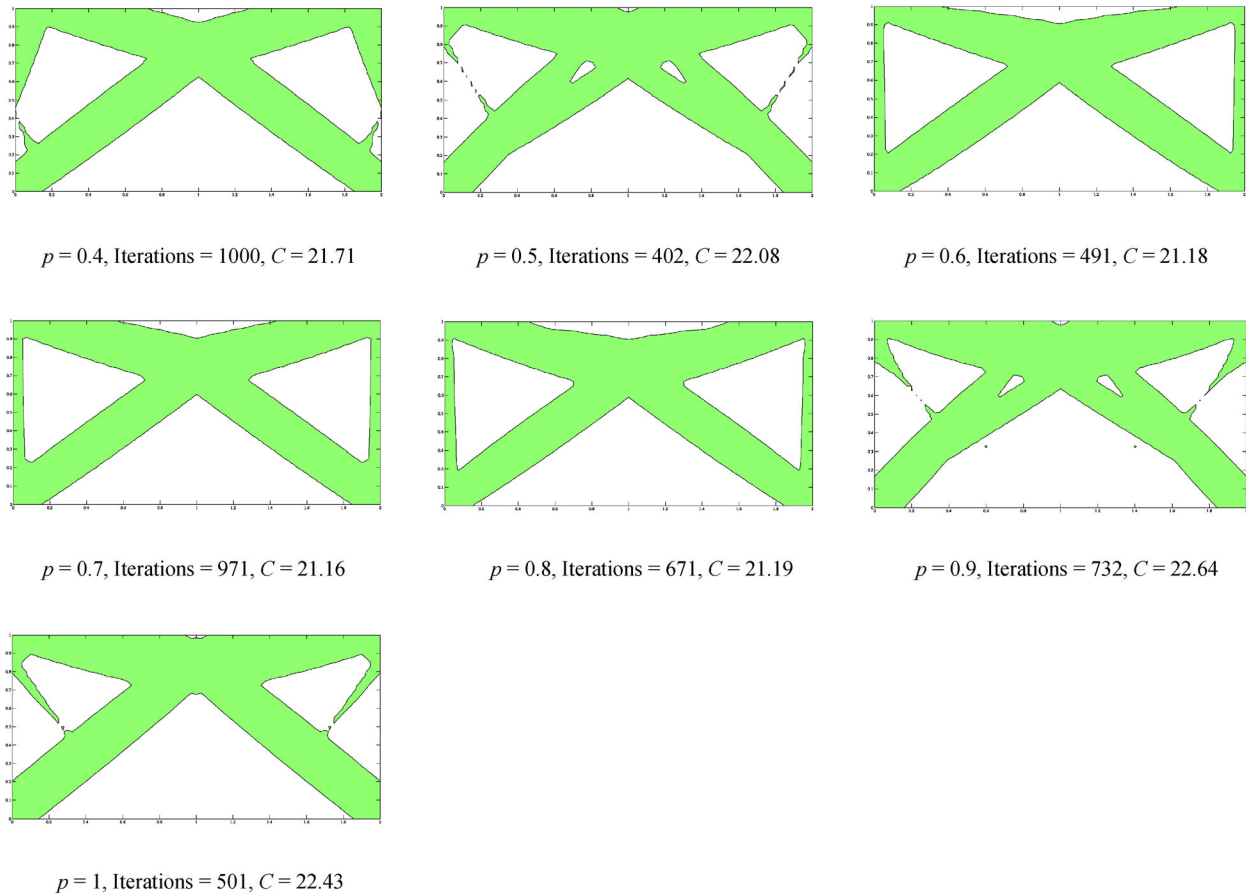 p = 0.4, Iterations = 1000, C = 21.71
p = 0.5, Iterations = 402, C = 22.08
p = 0.6, Iterations = 491, C = 21.18
p = 0.7, Iterations = 971, C = 21.16
p = 0.8, Iterations = 671, C = 21.19
p = 0.9, Iterations = 732, C = 22.64
p = 1, Iterations = 501, C = 22.43